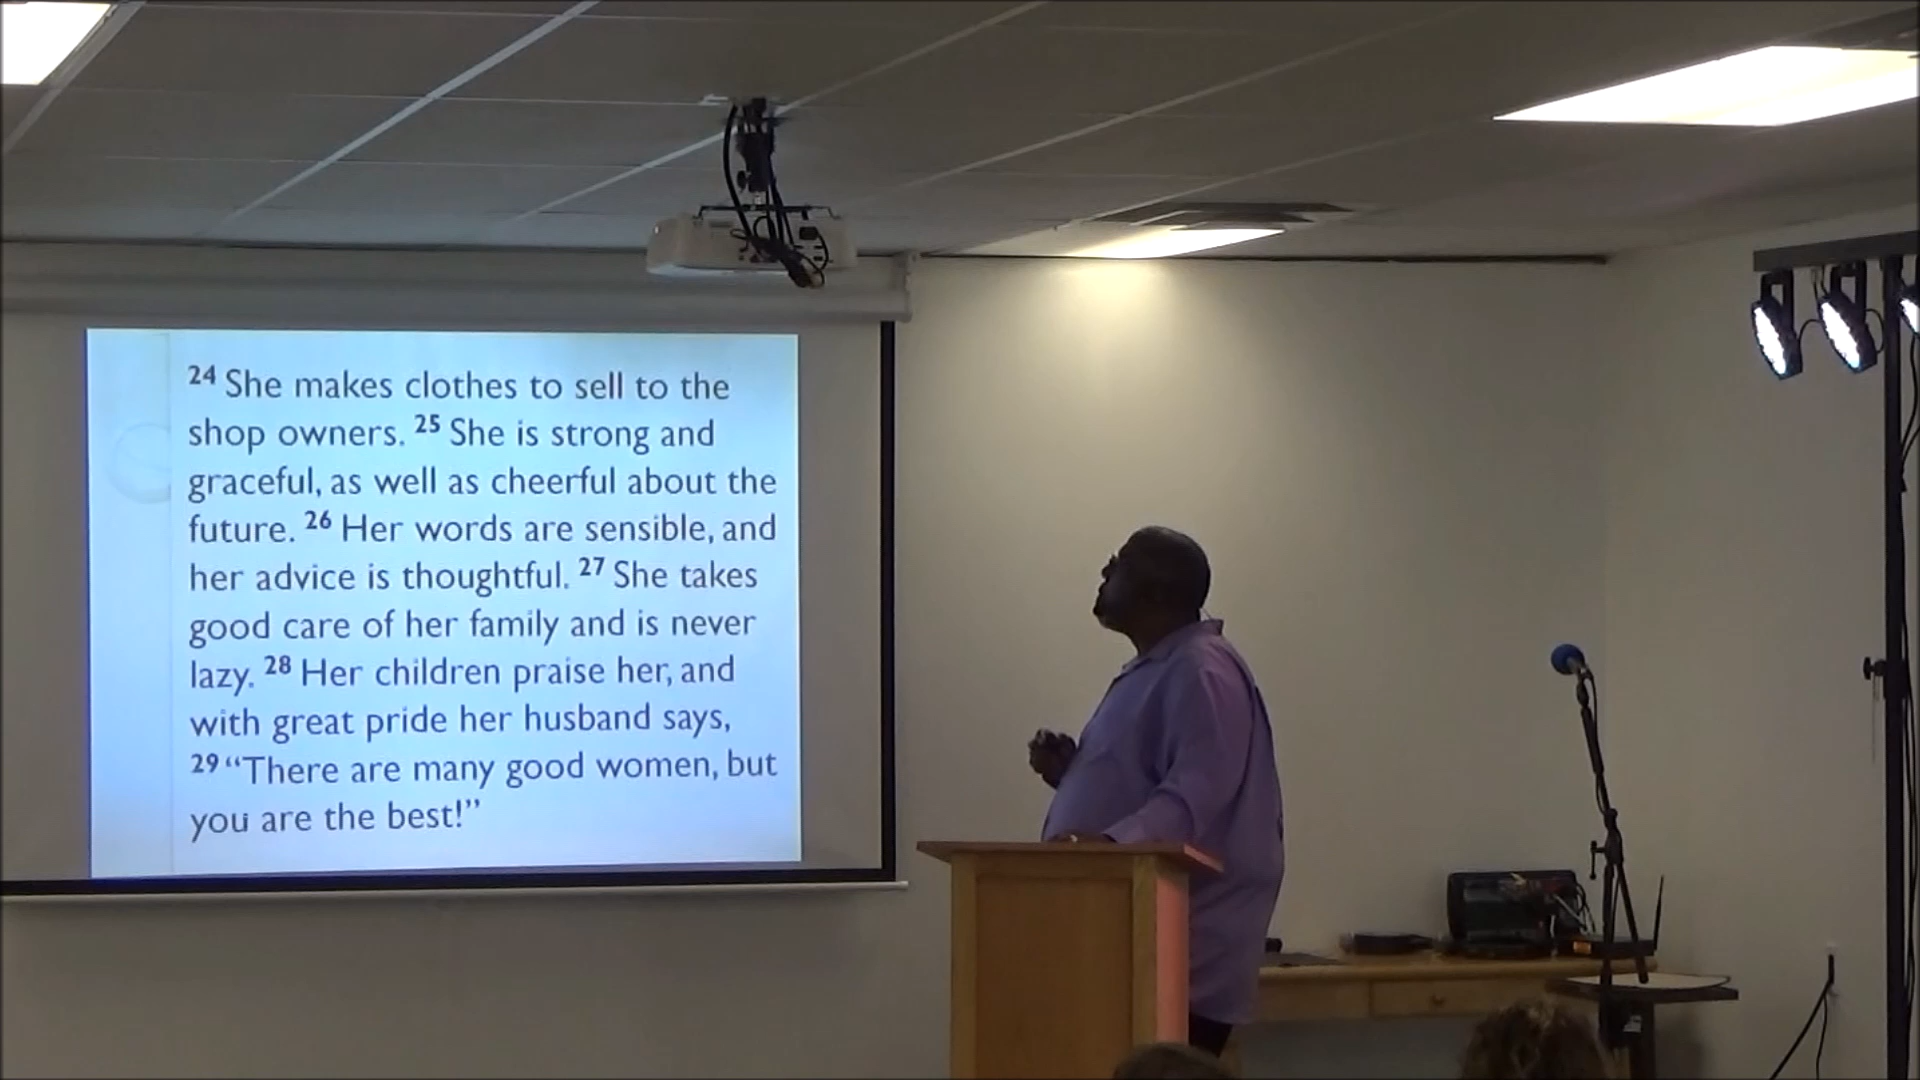 24 She makes clothes to sell to the
shop owners. 25 She is strong and
graceful, as well as cheerful about the
future. 26 Her words are sensible, and
her advice is thoughtful. 27 She takes
good care of her family and is never
lazy. 28 Her children praise her, and
with great pride her husband says,
29 “There are many good women, but
you are the best!”